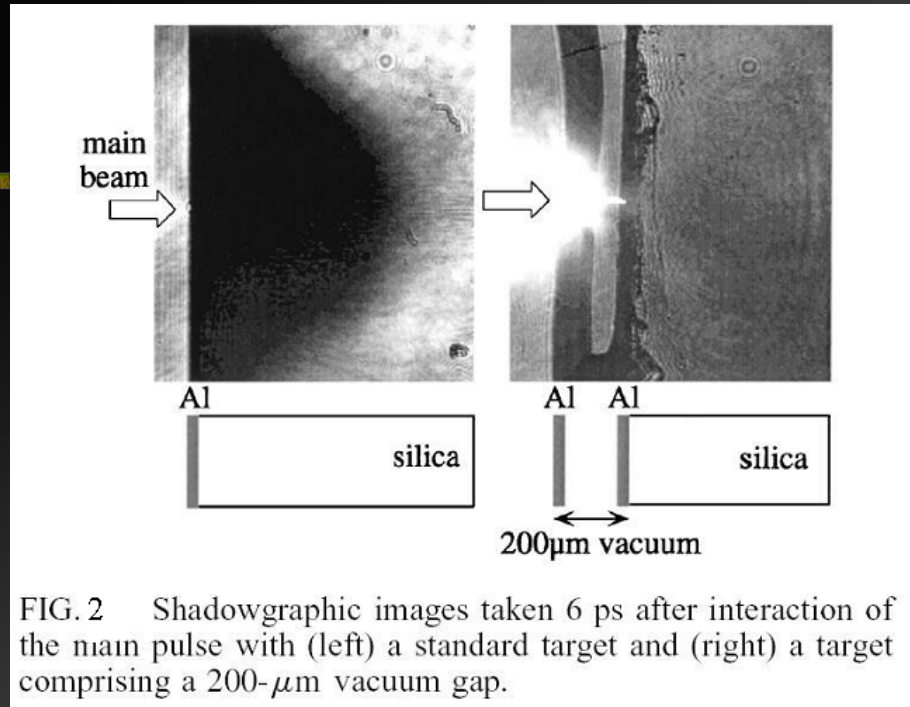 main
beam
Al
silica
Al Al
silica
200μm vacuum
FIG. 2 Shadowgraphic images taken 6 ps after interaction of
the main pulse with (left) a standard target and (right) a target
comprising a 200-μm vacuum gap.